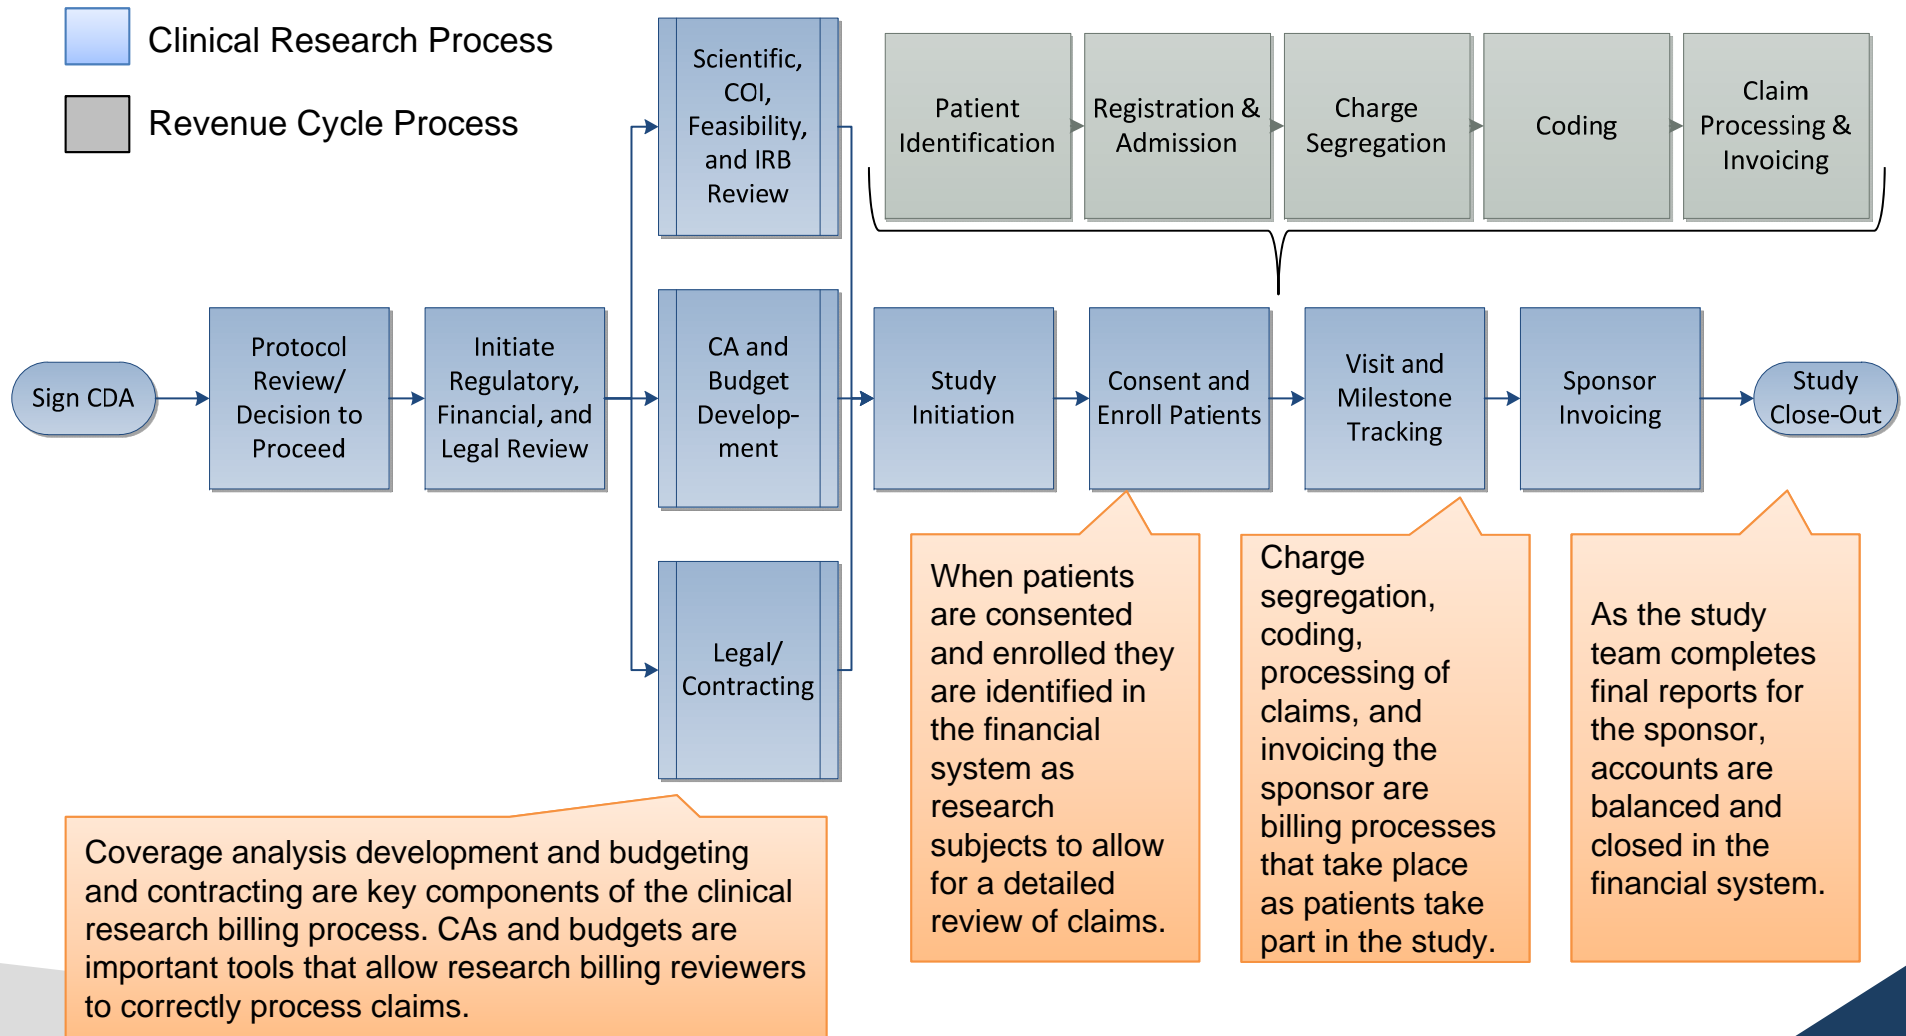 Clinical Research Process
Revenue Cycle Process
Scientific,
COI,
Feasibility,
and IRB
Review
Patient
Identification
Registration &
Admission
Charge
Segregation
Coding
Claim
Processing &
Invoicing
Sign CDA
Protocol
Review/
Decision to
Proceed
Initiate
Regulatory,
Financial, and
Legal Review
CA and
Budget
Develop-
ment
Legal/
Contracting
Study
Initiation
Consent and
Enroll Patients
Visit and
Milestone
Tracking
Sponsor
Invoicing
Study
Close-Out
Coverage analysis development and budgeting
and contracting are key components of the clinical
research billing process. CAs and budgets are
important tools that allow research billing reviewers
to correctly process claims.
When patients
are consented
and enrolled they
are identified in
the financial
system as
research
subjects to allow
for a detailed
review of claims.
Charge
segregation,
coding,
processing of
claims, and
invoicing the
sponsor are
billing processes
that take place
as patients take
part in the study.
As the study
team completes
final reports for
the sponsor,
accounts are
balanced and
closed in the
financial system.